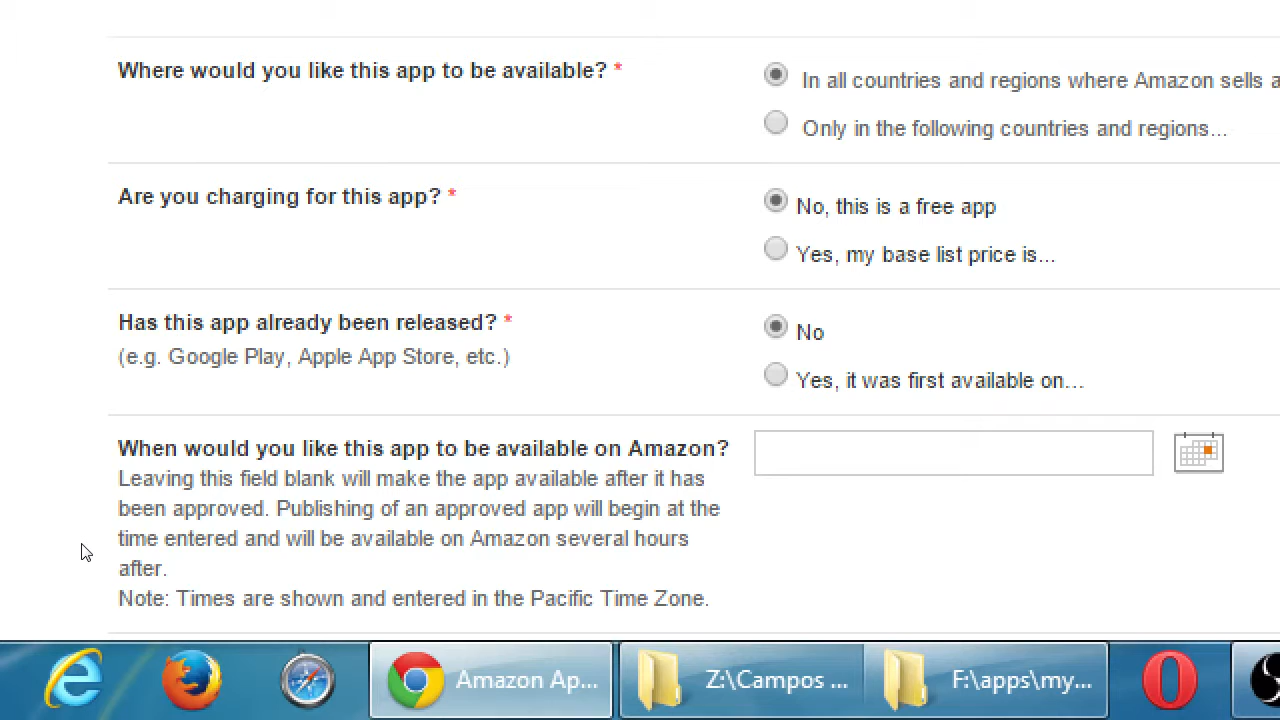 Where would you like this app to be available? *
In all countries and regions where Amazon sells a
Only in the following countries and regions...
Are you charging for this app? *
No, this is a free app
Yes, my base list price is...
Has this app already been released? *
(e.g. Google Play, Apple App Store, etc.)
No
Yes, it was first available on...
When would you like this app to be available on Amazon?
Leaving this field blank will make the app available after it has
been approved. Publishing of an approved app will begin at the
time entered and will be available on Amazon several hours
after.
Note: Times are shown and entered in the Pacific Time Zone.
Amazon Ap...
Z:\Campos ...
F:\apps\my...